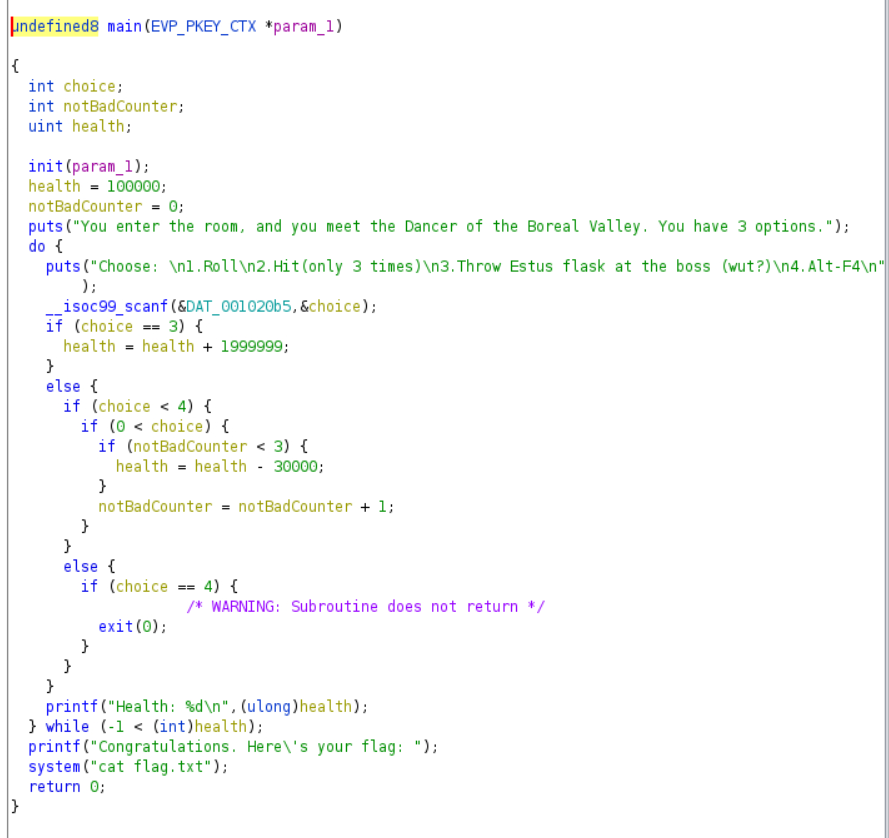 undefined8 main(EVP_PKEY_CTX *param_1)
{
int choice;
int notBadCounter;
uint health;
init(param_1);
health = 100000;
notBadCounter = 0;
puts("You enter the room, and you meet the Dancer of the Boreal Valley. You have 3 options.");
do {
puts("Choose: \n1.Roll\n2.Hit(only 3 times)\n3.Throw Estus flask at the boss (wut?)\n4.Alt-F4\n"
);
__isoc99_scanf(&DAT_001020b5,&choice);
if (choice == 3) {
health = health + 1999999;
}
else {
if (choice < 4) {
if (0 < choice) {
if (notBadCounter < 3) {
health = health - 30000;
}
notBadCounter = notBadCounter + 1;
}
}
else {
if (choice == 4) {
/* WARNING: Subroutine does not return */
exit(0);
}
}
}
printf("Health: %d\n",(ulong)health);
} while (-1 < (int)health);
printf("Congratulations. Here\'s your flag: ");
system("cat flag.txt");
return 0;
}